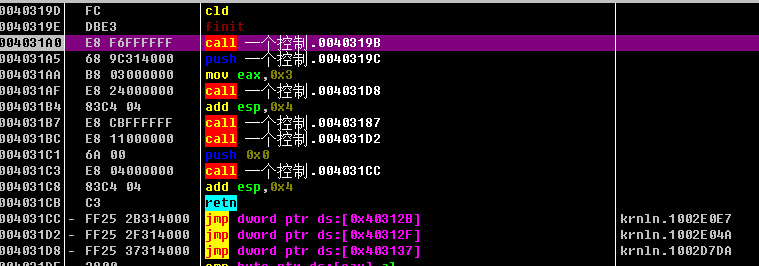 0040319D FC cld
0040319E DBE3 finit
004031A0 E8 F6FFFFFF call 一个控制.0040319B
004031A5 68 9C314000 push 一个控制.0040319C
004031AA B8 03000000 mov eax,0x3
004031AF E8 24000000 call 一个控制.004031D8
004031B4 83C4 04 add esp,0x4
004031B7 E8 CBFFFFFF call 一个控制.00403187
004031BC E8 11000000 call 一个控制.004031D2
004031C1 6A 00 push 0x0
004031C3 E8 04000000 call 一个控制.004031CC
004031C8 83C4 04 add esp,0x4
004031CB C3 retn
004031CC - FF25 2B314000 jmp dword ptr ds:[0x40312B] krnln.1002E0E7
004031D2 - FF25 2F314000 jmp dword ptr ds:[0x40312F] krnln.1002E04A
004031D8 - FF25 37314000 jmp dword ptr ds:[0x403137] krnln.1002D7DA